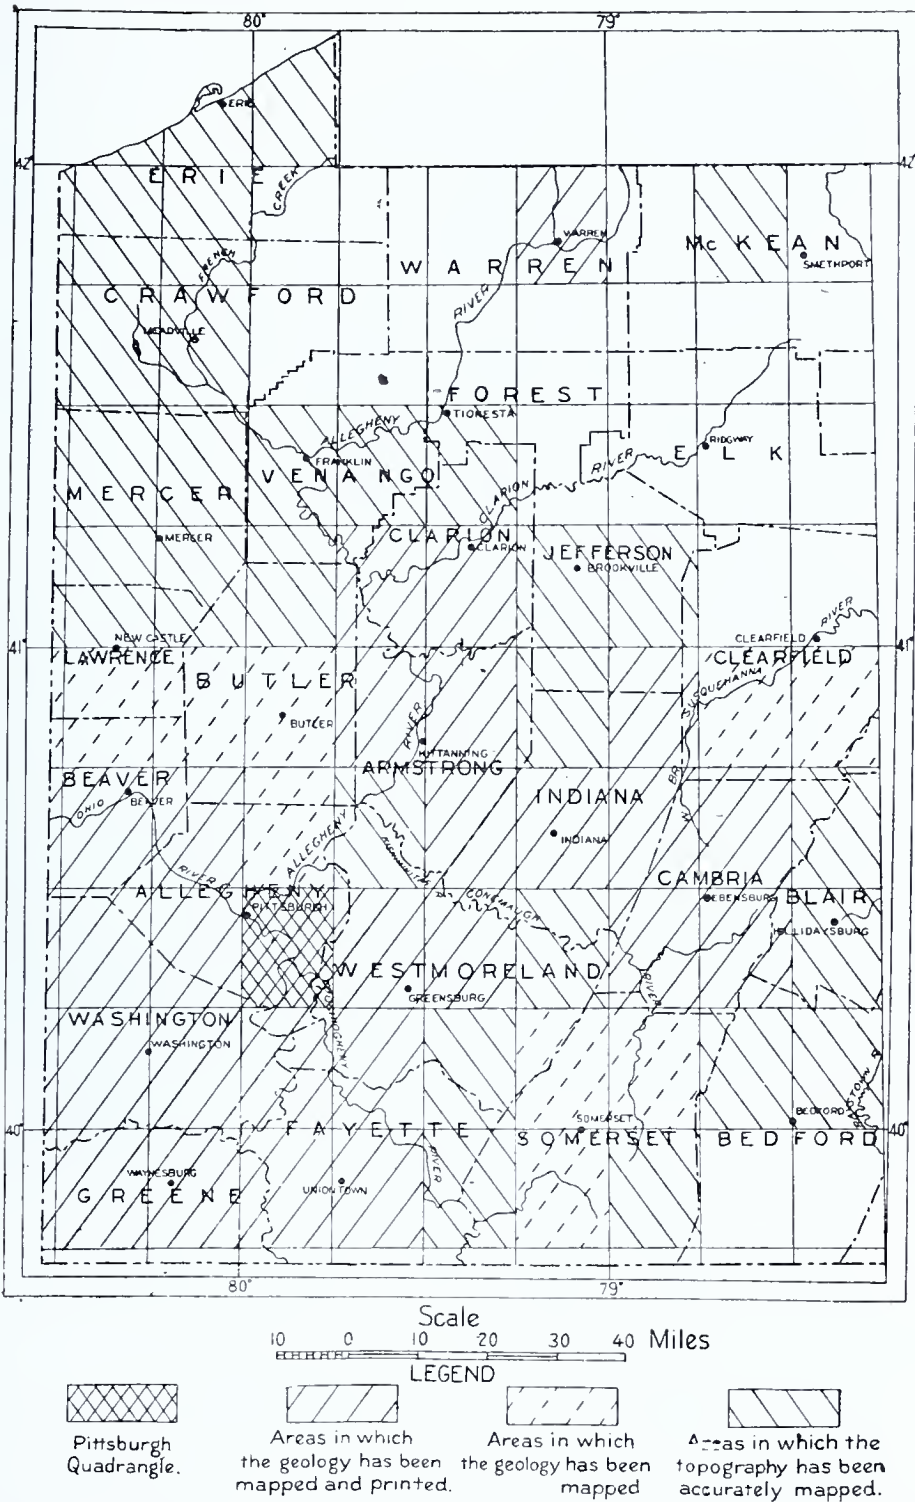 80° 79°
ERIE
42° 42°
ERIE
CREEK
FRENCH
WARREN
McKEAN
SMETHPORT
WARREN
CRAWFORD
RIVER
MEADVILLE
FOREST
TIONESTA
ALLEGHENY
RIDGWAY
FRANKLIN
ELK
RIVER
VENANGO
MERCER
CLARION
CLARION
MERCER
CLARION
JEFFERSON
BROOKVILLE
RIVER
NEW CASTLE
CLEARFIELD
41° 41°
LAWRENCE
CLEARFIELD
BUTLER
SUSQUEHANNA
BUTLER
RIVER
KITTANNING
ARMSTRONG
BEAVER
BR.
BEAVER
INDIANA
OHIO
W.
ALLEGHENY
INDIANA
KISKIMINITAS
RIVER
CAMBRIA
ALLEGHENY
CONEMAUGH
EBENSBURG
BLAIR
PITTSBURGH
HOLLIDAYSBURG
WESTMORELAND
RIVER
GREENSBURG
YOUGHIOGHENY
WASHINGTON
WASHINGTON
BEDFORD
SOMERSET
40° 40°
FAYETTE
SOMERSET
BEDFORD
RIVER
WAYNESBURG
GREENE
UNIONTOWN
80° 79°
Scale
10 0 10 20 30 40 Miles
LEGEND
Pittsburgh
Quadrangle.
Areas in which
the geology has been
mapped and printed.
Areas in which
the geology has been
mapped
Areas in which the
topography has been
accurately mapped.